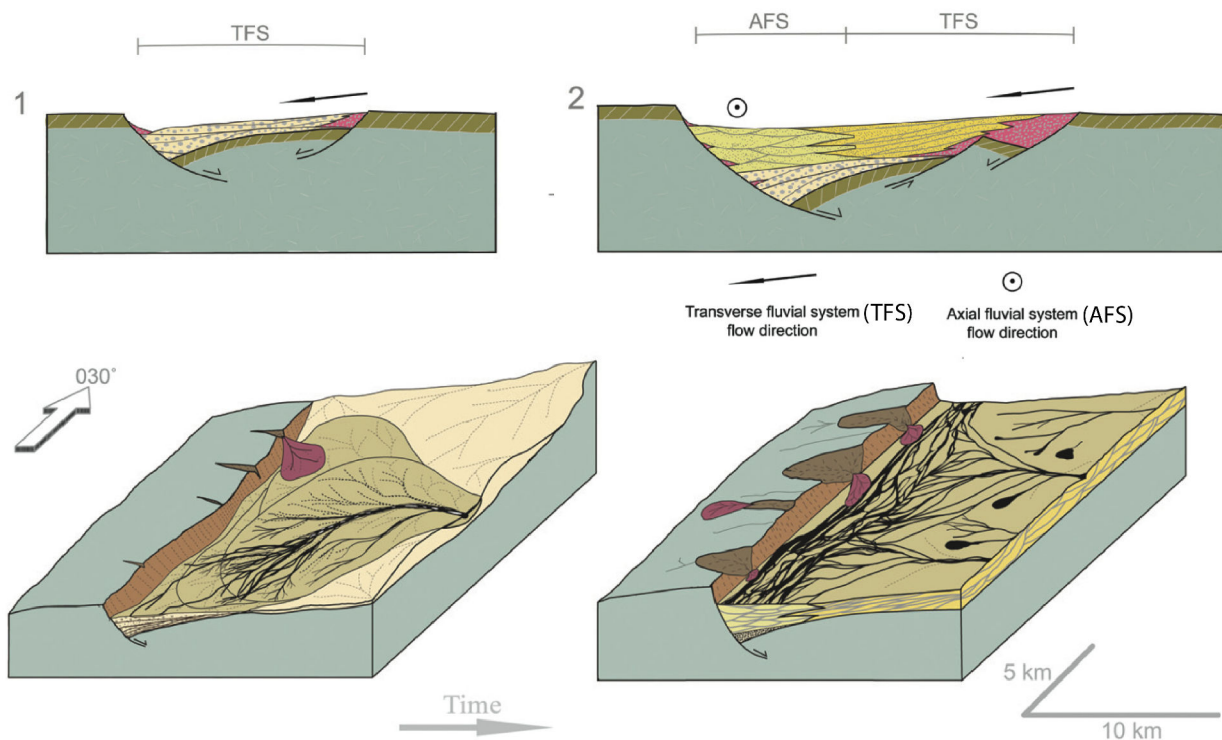 TFS
AFS
TFS
1
2
Transverse fluvial system (TFS)
flow direction
Axial fluvial system (AFS)
flow direction
030°
Time
5 km
10 km